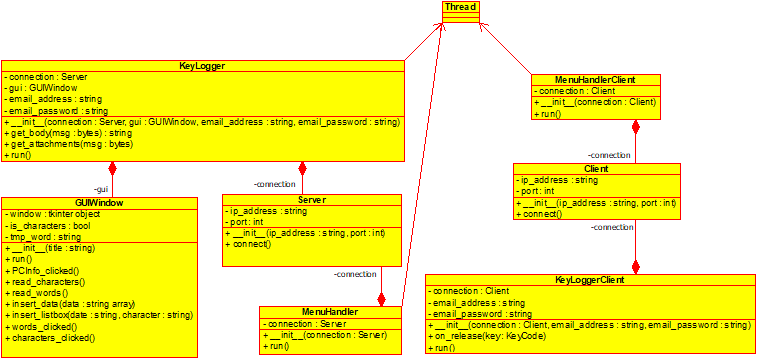 Thread
KeyLogger
- connection : Server
- gui : GUIWindow
- email_address : string
- email_password : string
+ __init__(connection : Server, gui : GUIWindow, email_address : string, email_password : string)
+ get_body(msg : bytes) : string
+ get_attachments(msg : bytes)
+ run()
MenuHandlerClient
- connection : Client
+ __init__(connection : Client)
+ run()
-connection
Client
- ip_address : string
- port : int
+ __init__(ip_address : string, port : int)
+ connect()
-connection
KeyLoggerClient
- connection : Client
- email_address : string
- email_password : string
+ __init__(connection : Client, email_address : string, email_password : string)
+ on_release(key: KeyCode)
+ run()
-gui
GUIWindow
- window : tkinter object
- is_characters : bool
- tmp_word : string
+ __init__(title : string)
+ run()
+ PCInfo_clicked()
+ read_characters()
+ read_words()
+ insert_data(data : string array)
+ insert_listbox(date : string, character : string)
+ words_clicked()
+ characters_clicked()
-connection
Server
- ip_address : string
- port : int
+ __init__(ip_address : string, port : int)
+ connect()
-connection
MenuHandler
- connection : Server
+ __init__(connection : Server)
+ run()